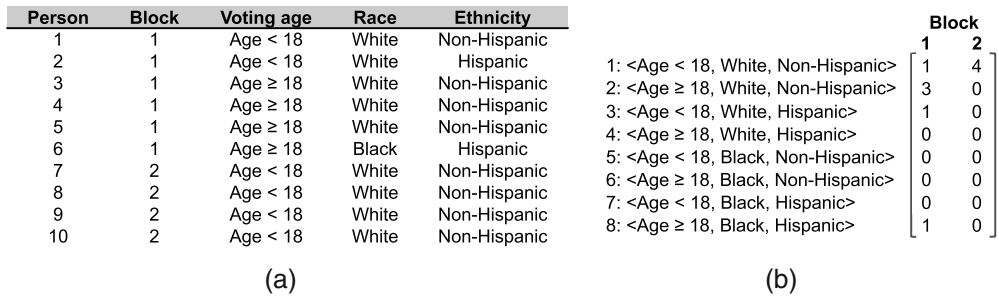 Person Block Voting age Race Ethnicity
1 1 Age < 18 White Non-Hispanic
2 1 Age < 18 White Hispanic
3 1 Age ≥ 18 White Non-Hispanic
4 1 Age ≥ 18 White Non-Hispanic
5 1 Age ≥ 18 White Non-Hispanic
6 1 Age ≥ 18 Black Hispanic
7 2 Age < 18 White Non-Hispanic
8 2 Age < 18 White Non-Hispanic
9 2 Age < 18 White Non-Hispanic
10 2 Age < 18 White Non-Hispanic
(a)
Block
1 2
1: <Age < 18, White, Non-Hispanic> 1 4
2: <Age ≥ 18, White, Non-Hispanic> 3 0
3: <Age < 18, White, Hispanic> 1 0
4: <Age ≥ 18, White, Hispanic> 0 0
5: <Age < 18, Black, Non-Hispanic> 0 0
6: <Age ≥ 18, Black, Non-Hispanic> 0 0
7: <Age < 18, Black, Hispanic> 0 0
8: <Age ≥ 18, Black, Hispanic> 1 0
(b)